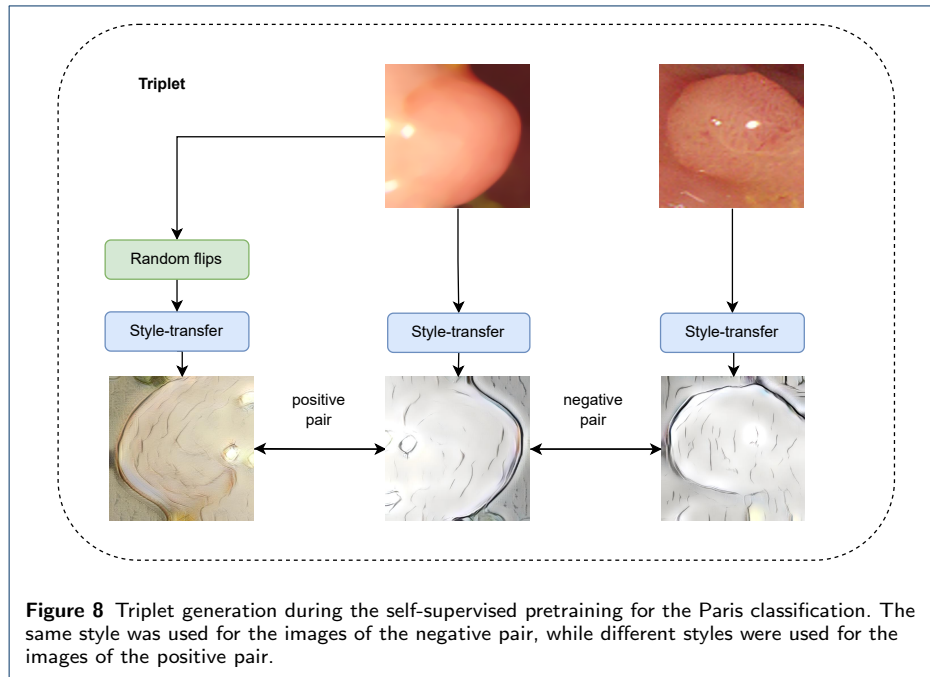 Triplet
Random flips
Style-transfer
Style-transfer
Style-transfer
positive
pair
negative
pair
Figure 8 Triplet generation during the self-supervised pretraining for the Paris classification. The
same style was used for the images of the negative pair, while different styles were used for the
images of the positive pair.